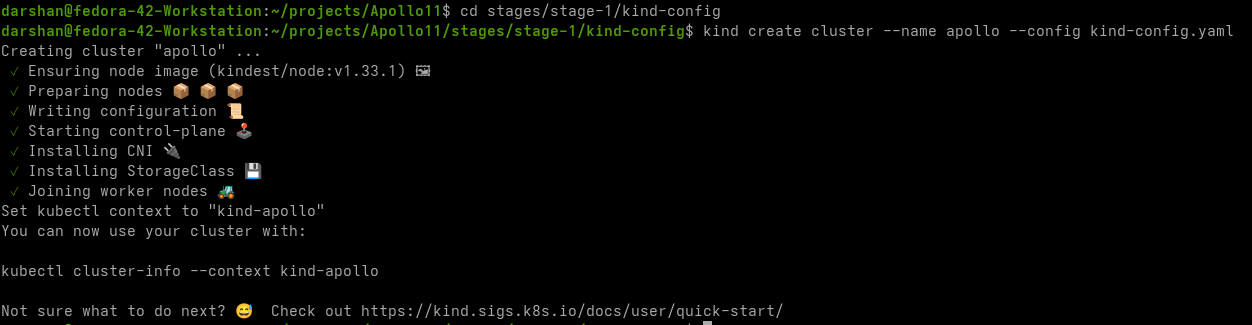 darshan@fedora-42-Workstation:~/projects/Apollo11$ cd stages/stage-1/kind-config
darshan@fedora-42-Workstation:~/projects/Apollo11/stages/stage-1/kind-config$ kind create cluster --name apollo --config kind-config.yaml
Creating cluster "apollo" ...
✓ Ensuring node image (kindest/node:v1.33.1) 🖼
✓ Preparing nodes 📦 📦 📦
✓ Writing configuration 📜
✓ Starting control-plane 🕹️
✓ Installing CNI 🔌
✓ Installing StorageClass 💾
✓ Joining worker nodes 🚜
Set kubectl context to "kind-apollo"
You can now use your cluster with:
kubectl cluster-info --context kind-apollo
Not sure what to do next? 😅 Check out https://kind.sigs.k8s.io/docs/user/quick-start/